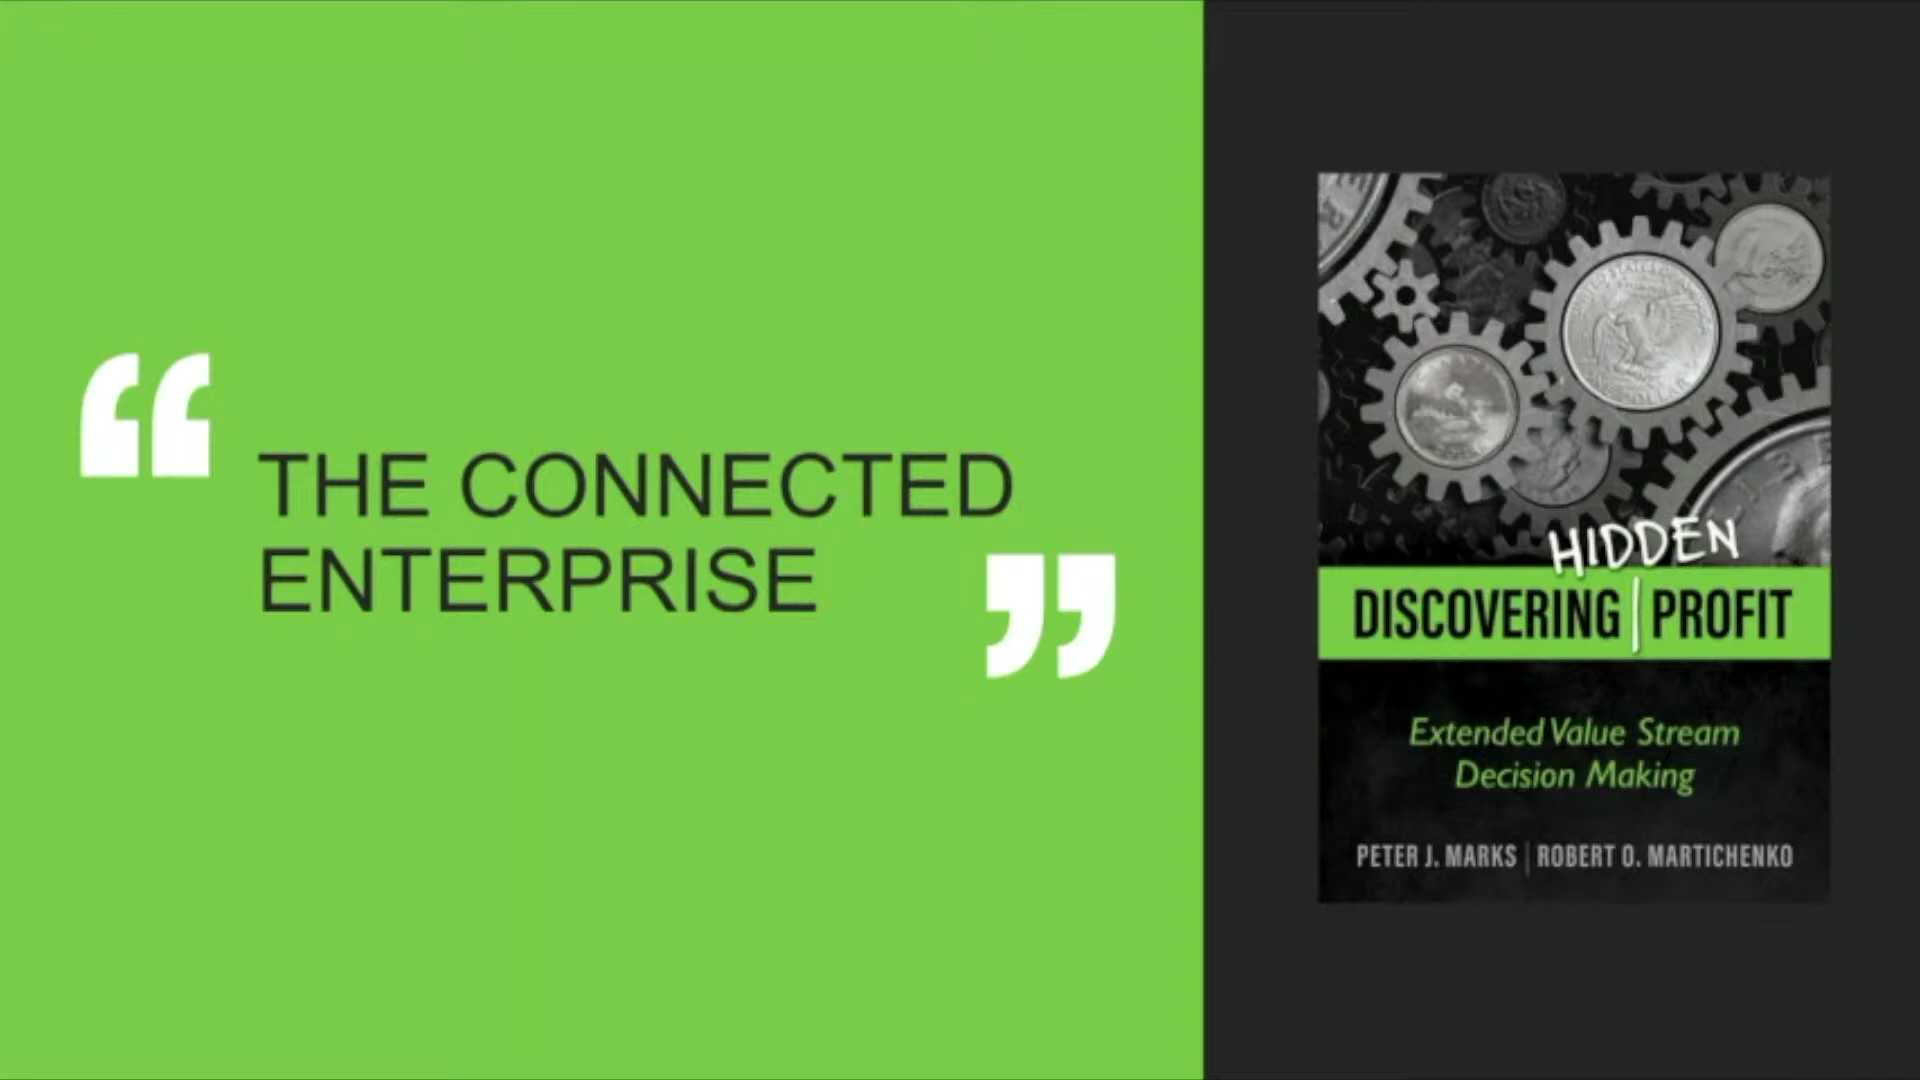 “THE CONNECTED
ENTERPRISE”
HIDDEN
DISCOVERING | PROFIT
Extended Value Stream
Decision Making
PETER J. MARKS | ROBERT O. MARTICHENKO